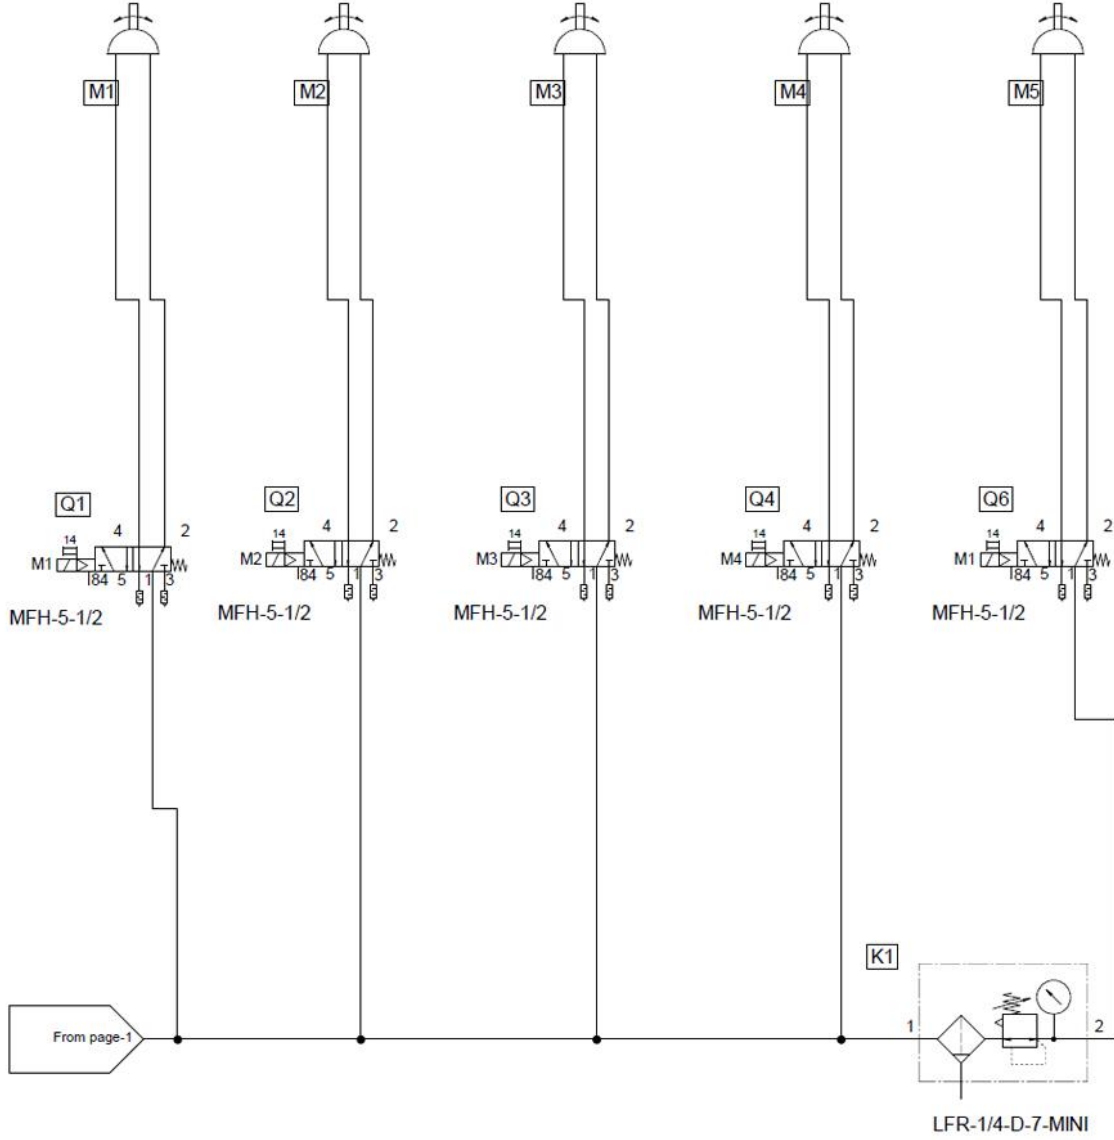 M1 M2 M3 M4 M5
Q1 Q2 Q3 Q4 Q6
4 2 4 2 4 2 4 2 4 2
14 14 14 14 14
M1 M2 M3 M4 M1
84 5 1 3 84 5 1 3 84 5 1 3 84 5 1 3 84 5 1 3
MFH-5-1/2 MFH-5-1/2 MFH-5-1/2 MFH-5-1/2 MFH-5-1/2
K1
From page-1
1 2
LFR-1/4-D-7-MINI